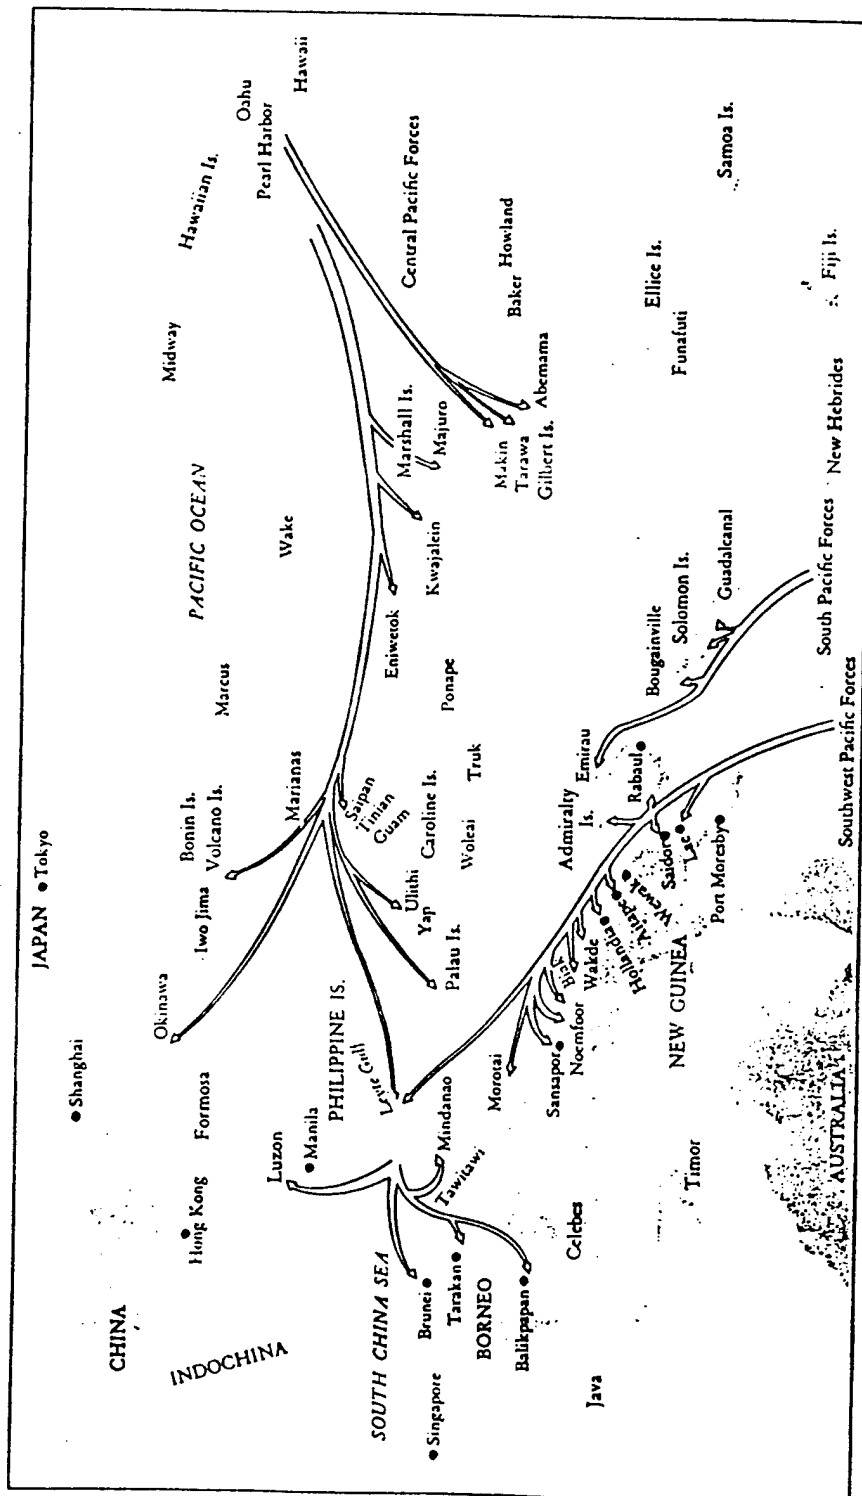 JAPAN
Tokyo
Shanghai
CHINA
Hong Kong
Formosa
Okinawa
Iwo Jima
Bonin Is.
Volcano Is.
Marcus
PACIFIC OCEAN
Midway
Hawaiian Is.
Oahu
Pearl Harbor
Hawaii
INDOCHINA
Luzon
Manila
PHILIPPINE IS.
Leyte Gulf
Marianas
Saipan
Tinian
Guam
Wake
SOUTH CHINA SEA
Mindanao
Tawitawi
Ulithi
Yap
Palau Is.
Caroline Is.
Wolcai
Truk
Ponape
Eniwetok
Kwajalein
Marshall Is.
Majuro
Central Pacific Forces
Singapore
Brunei
Tarakan
BORNEO
Balikpapan
Morotai
Makin
Tarawa
Gilbert Is.
Abemama
Baker
Howland
Celebes
Sansapor
Noemfoor
Biak
Wakde
Hollandia
Aitape
Wewak
Admiralty
Is.
Emirau
Rabaul
Java
Timor
NEW GUINEA
Saidor
Lae
Port Moresby
Bougainville
Solomon Is.
Guadalcanal
Funafuti
Ellice Is.
Samoa Is.
AUSTRALIA
Southwest Pacific Forces
South Pacific Forces
New Hebrides
Fiji Is.